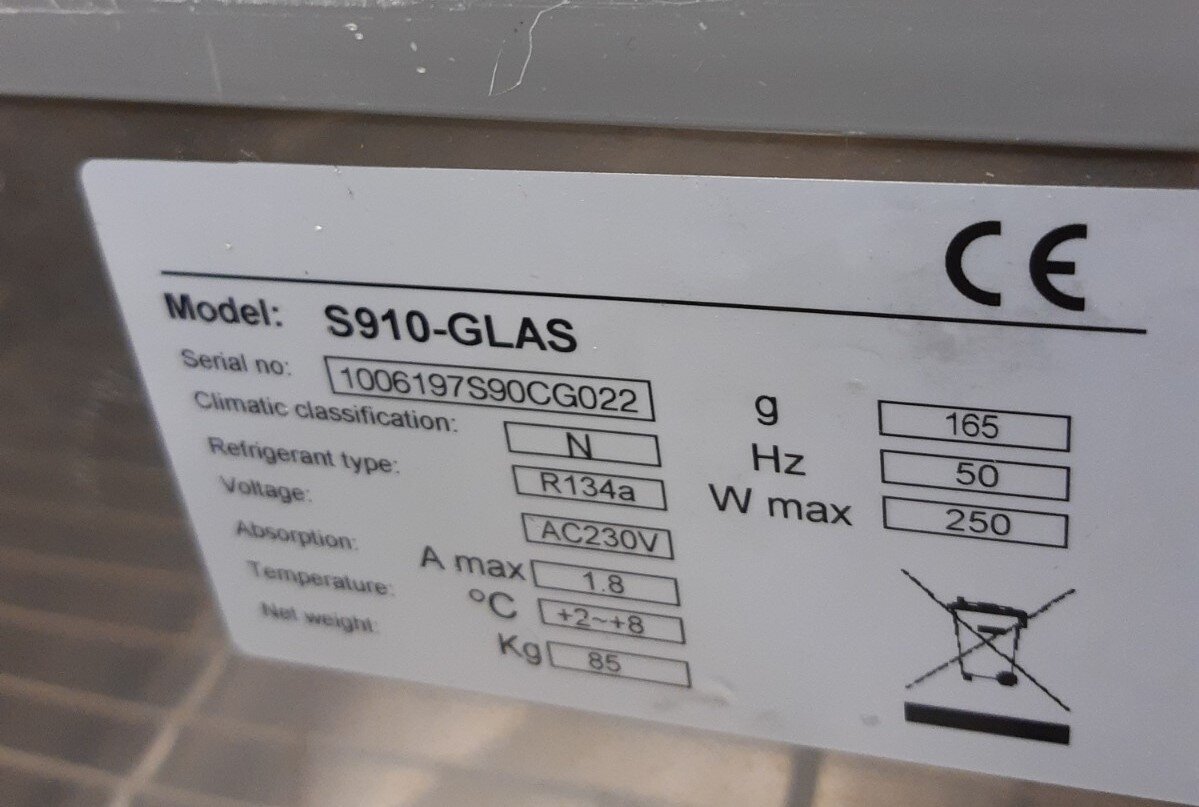 CE
Model: S910-GLAS
Serial no: 1006197S90CG022
Climatic classification: N g 165
Refrigerant type: R134a Hz 50
Voltage: AC230V W max 250
Absorption: A max 1.8
Temperature: °C +2~+8
Net weight: Kg 85